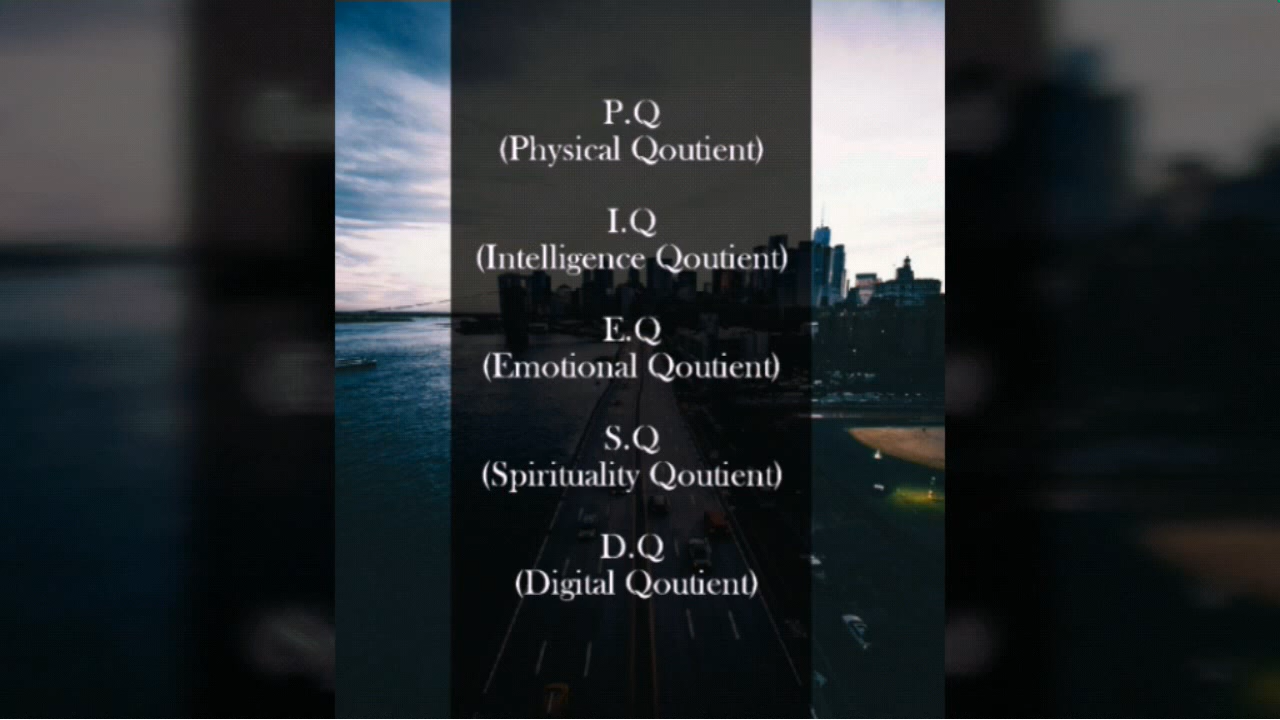 P.Q
(Physical Qoutient)
I.Q
(Intelligence Qoutient)
E.Q
(Emotional Qoutient)
S.Q
(Spirituality Qoutient)
D.Q
(Digital Qoutient)